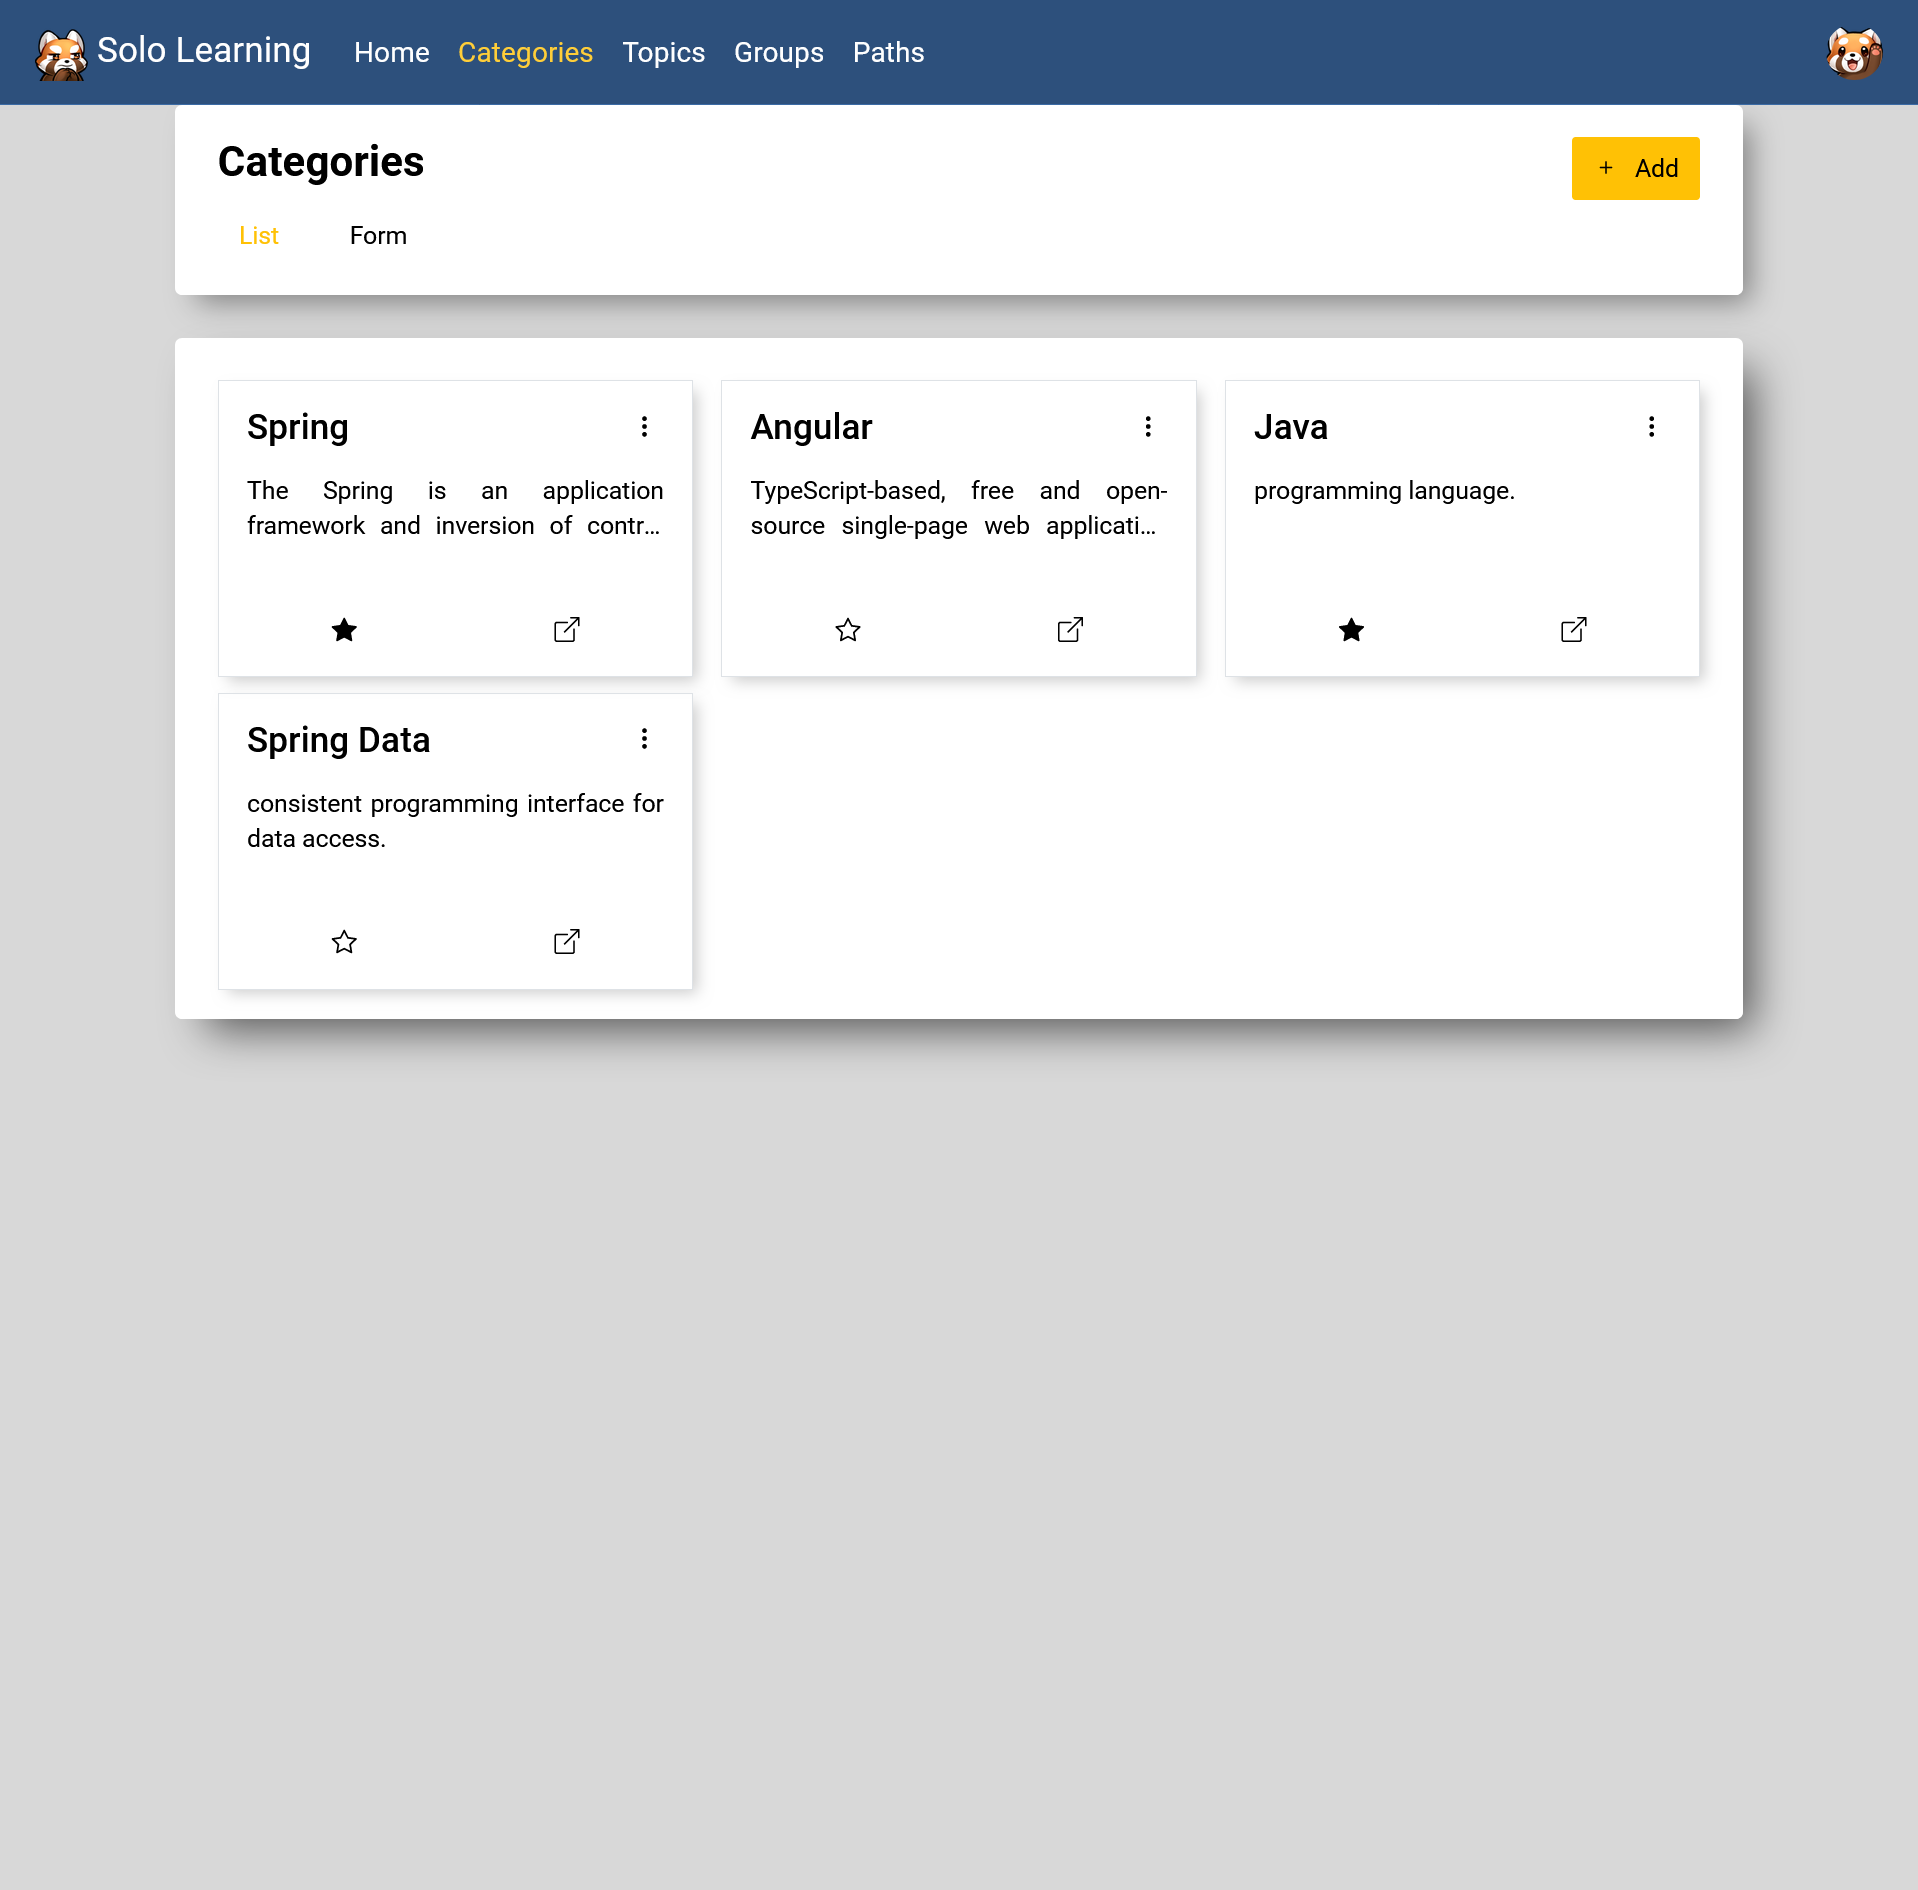 Solo Learning Home Categories Topics Groups Paths
Categories
+ Add
List Form
Spring
The Spring is an application
framework and inversion of contr...
Angular
TypeScript-based, free and open-
source single-page web applicati...
Java
programming language.
Spring Data
consistent programming interface for
data access.